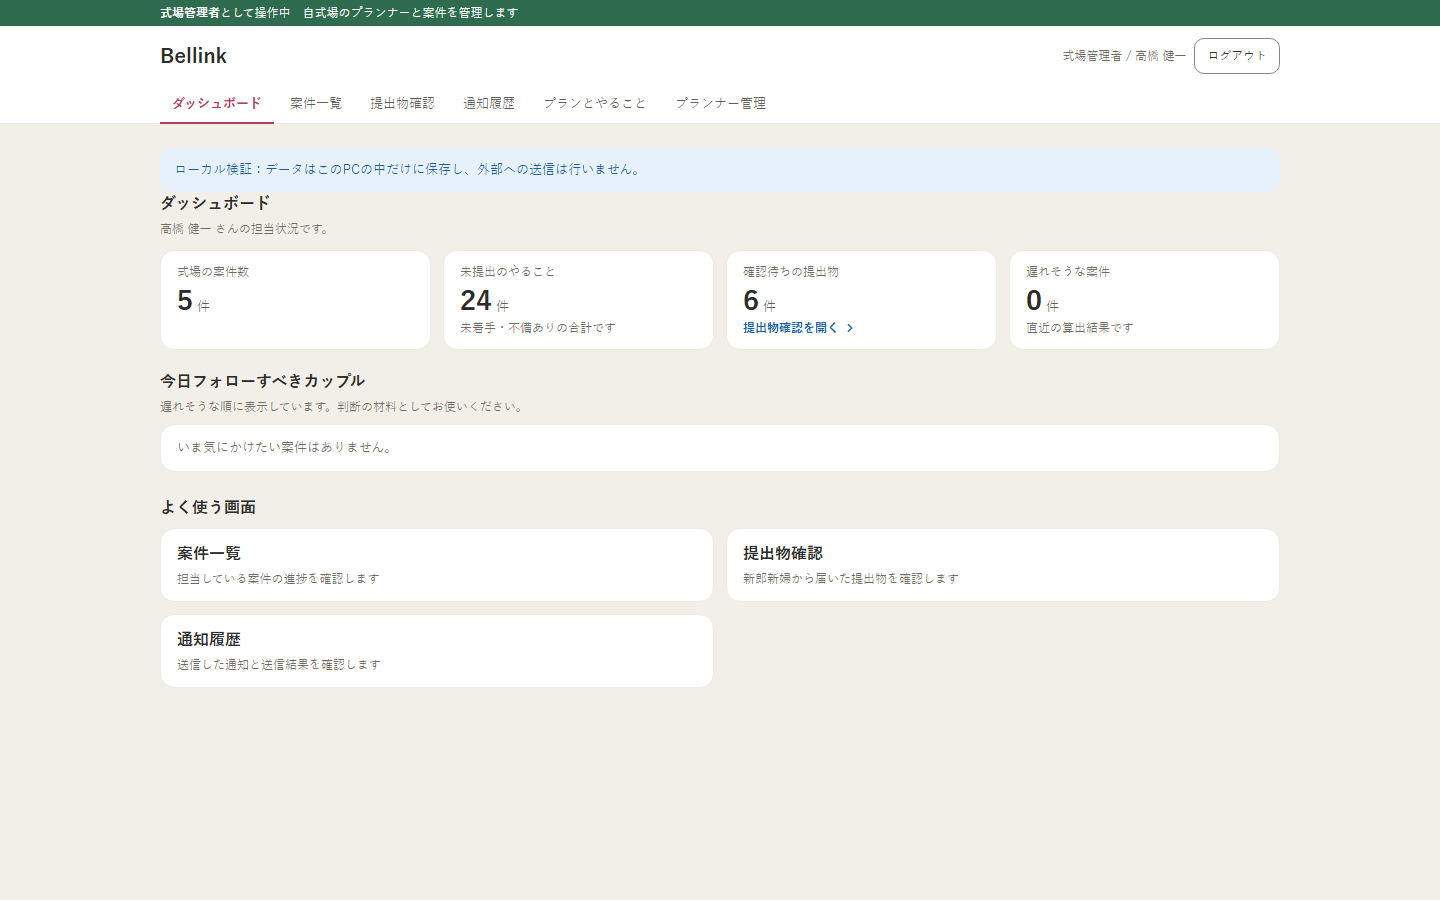 式場管理者として操作中 自式場のプランナーと案件を管理します
Bellink
式場管理者 / 高橋 健一
ログアウト
ダッシュボード
案件一覧
提出物確認
通知履歴
プランとやること
プランナー管理
ローカル検証：データはこのPCの中だけに保存し、外部への送信は行いません。
ダッシュボード
高橋 健一 さんの担当状況です。
式場の案件数
5 件
未提出のやること
24 件
未着手・不備ありの合計です
確認待ちの提出物
6 件
提出物確認を開く
遅れそうな案件
0 件
直近の算出結果です
今日フォローすべきカップル
遅れそうな順に表示しています。判断の材料としてお使いください。
いま気にかけたい案件はありません。
よく使う画面
案件一覧
担当している案件の進捗を確認します
提出物確認
新郎新婦から届いた提出物を確認します
通知履歴
送信した通知と送信結果を確認します